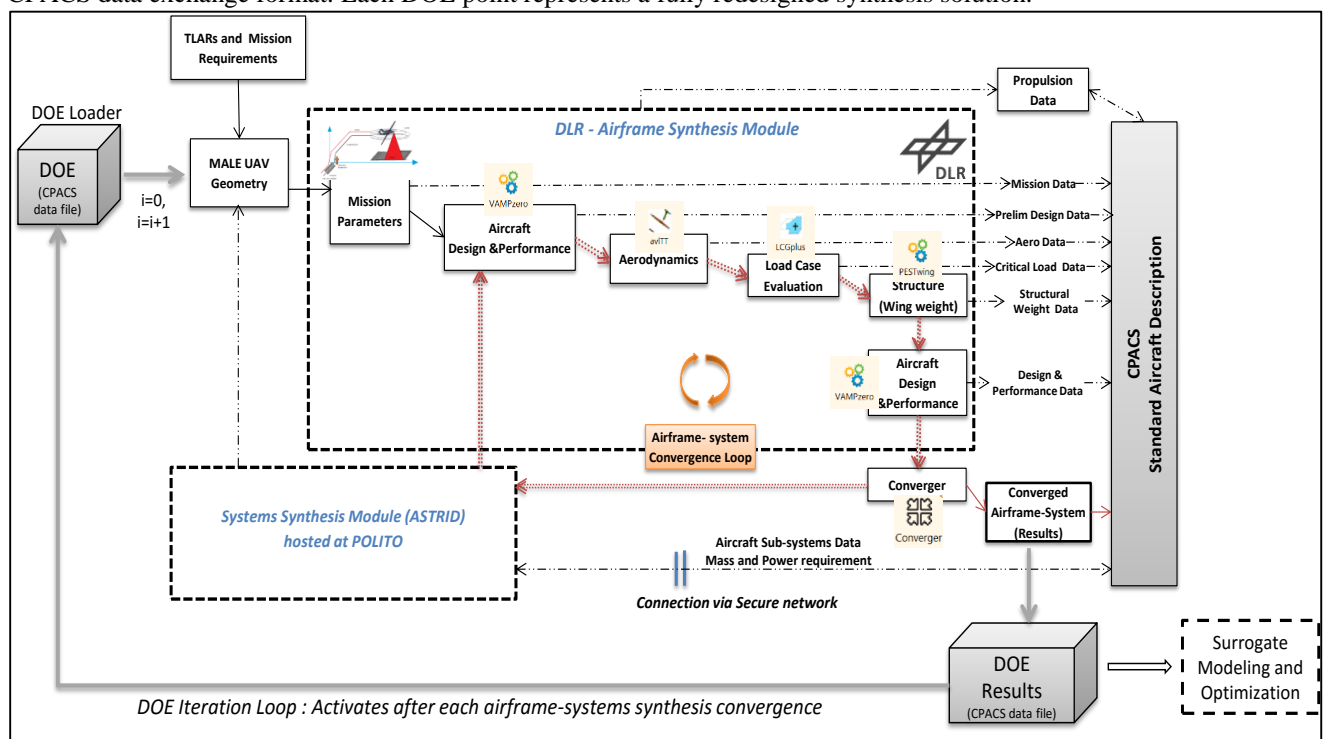 CPACS data exchange format. Each DOE point represents a fully redesigned synthesis solution.
TLARs and Mission
Requirements
DOE Loader
DOE
(CPACS
data file)
i=0,
i=i+1
MALE UAV
Geometry
DLR - Airframe Synthesis Module
DLR
Propulsion
Data
Mission
Parameters
VAMPzero
Aircraft
Design &Performance
avITT
Aerodynamics
LCGplus
Load Case
Evaluation
PESTwing
Structure
(Wing weight)
VAMPzero
Aircraft
Design
&Performance
Mission Data
Prelim Design Data
Aero Data
Critical Load Data
Structural
Weight Data
Design &
Performance Data
CPACS
Standard Aircraft Description
Airframe- system
Convergence Loop
Converger
Converger
Converged
Airframe-System
(Results)
Systems Synthesis Module (ASTRID)
hosted at POLITO
Aircraft Sub-systems Data
Mass and Power requirement
Connection via Secure network
DOE
Results
(CPACS data file)
Surrogate
Modeling and
Optimization
DOE Iteration Loop : Activates after each airframe-systems synthesis convergence